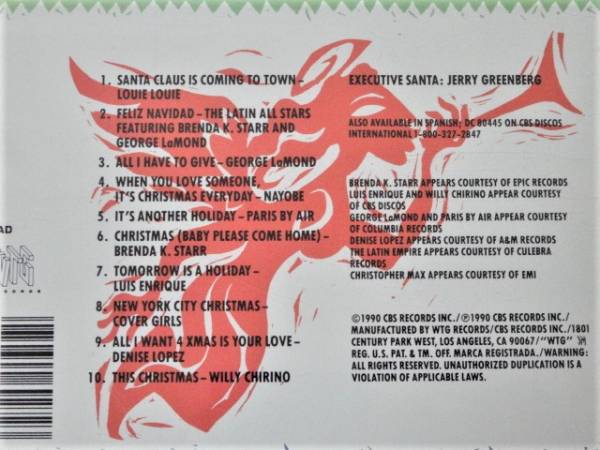 1. SANTA CLAUS IS COMING TO TOWN–
LOUIE LOUIE
2. FELIZ NAVIDAD – THE LATIN ALL STARS
FEATURING BRENDA K. STARR AND
GEORGE LaMOND
3. ALL I HAVE TO GIVE – GEORGE LaMOND
4. WHEN YOU LOVE SOMEONE,
IT'S CHRISTMAS EVERYDAY – NAYOBE
5. IT'S ANOTHER HOLIDAY – PARIS BY AIR
6. CHRISTMAS (BABY PLEASE COME HOME) –
BRENDA K. STARR
7. TOMORROW IS A HOLIDAY –
LUIS ENRIQUE
8. NEW YORK CITY CHRISTMAS –
COVER GIRLS
9. ALL I WANT 4 XMAS IS YOUR LOVE –
DENISE LOPEZ
10. THIS CHRISTMAS – WILLY CHIRINO
EXECUTIVE SANTA: JERRY GREENBERG
ALSO AVAILABLE IN SPANISH: DC 80445 ON CBS DISCOS
INTERNATIONAL 1-800-327-2847
BRENDA K. STARR APPEARS COURTESY OF EPIC RECORDS
LUIS ENRIQUE AND WILLY CHIRINO APPEAR COURTESY
OF CBS DISCOS
GEORGE LaMOND AND PARIS BY AIR APPEAR COURTESY
OF COLUMBIA RECORDS
DENISE LOPEZ APPEARS COURTESY OF A&M RECORDS
THE LATIN EMPIRE APPEARS COURTESY OF CULEBRA
RECORDS
CHRISTOPHER MAX APPEARS COURTESY OF EMI
©1990 CBS RECORDS INC./℗1990 CBS RECORDS INC./
MANUFACTURED BY WTG RECORDS/CBS RECORDS INC./1801
CENTURY PARK WEST, LOS ANGELES, CA 90067/"WTG"
REG. U.S. PAT. & TM. OFF. MARCA REGISTRADA./WARNING:
ALL RIGHTS RESERVED. UNAUTHORIZED DUPLICATION IS A
VIOLATION OF APPLICABLE LAWS.
AD